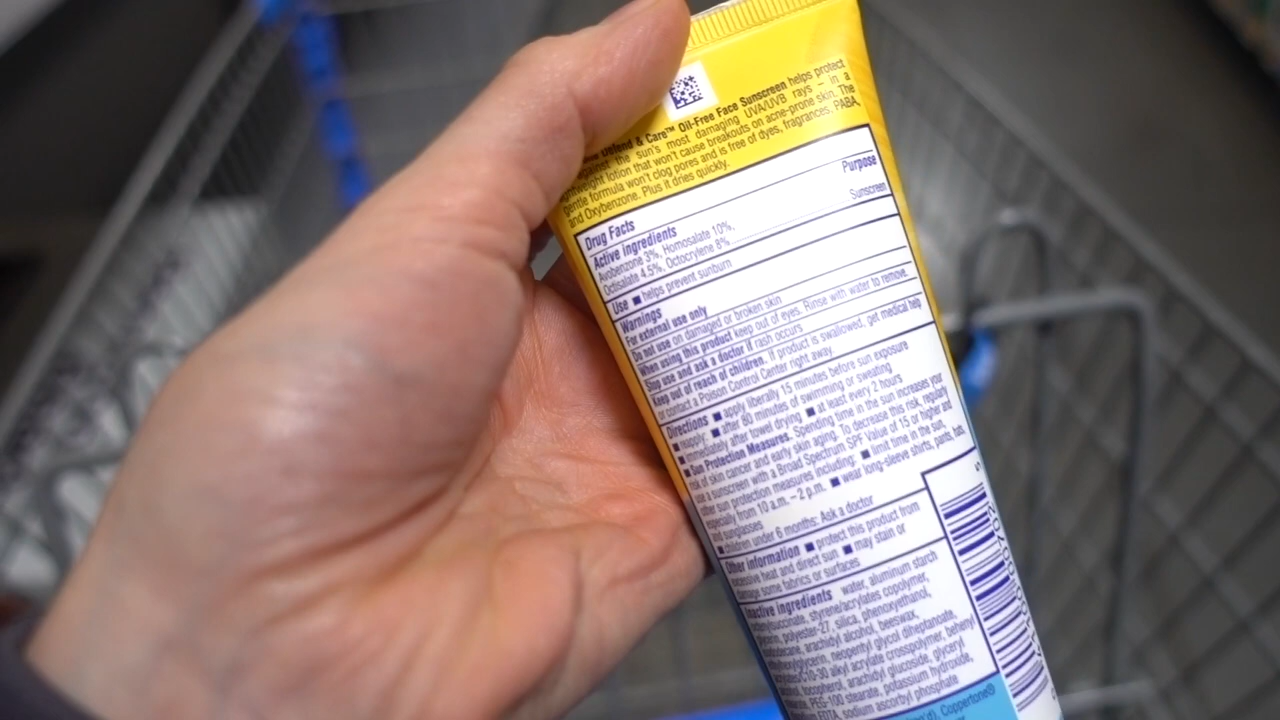 Defend & Care™ Oil-Free Face Sunscreen helps protect
against the sun's most damaging UVA/UVB rays – in a
lightweight lotion that won't cause breakouts on acne-prone skin. The
gentle formula won't clog pores and is free of dyes, fragrances, PABA,
and Oxybenzone. Plus it dries quickly.
Drug Facts
Active ingredients Purpose
Avobenzone 3%, Homosalate 10%,
Octisalate 4.5%, Octocrylene 8% Sunscreen
Use ■ helps prevent sunburn
Warnings
For external use only
Do not use on damaged or broken skin
When using this product keep out of eyes. Rinse with water to remove.
Stop use and ask a doctor if rash occurs
Keep out of reach of children. If product is swallowed, get medical help
or contact a Poison Control Center right away.
Directions ■ apply liberally 15 minutes before sun exposure
■ reapply: ■ after 80 minutes of swimming or sweating
■ immediately after towel drying ■ at least every 2 hours
■ Sun Protection Measures. Spending time in the sun increases your
risk of skin cancer and early skin aging. To decrease this risk, regularly
use a sunscreen with a Broad Spectrum SPF Value of 15 or higher and
other sun protection measures including: ■ limit time in the sun,
especially from 10 a.m. – 2 p.m. ■ wear long-sleeve shirts, pants, hats,
and sunglasses
■ children under 6 months: Ask a doctor
Other information ■ protect this product from
excessive heat and direct sun ■ may stain or
damage some fabrics or surfaces
Inactive ingredients water, aluminum starch
styrene/acrylates copolymer,
polyester-27, silica, phenoxyethanol,
arachidyl alcohol, beeswax,
neopentyl glycol diheptanoate,
alkyl acrylate crosspolymer, behenyl
alcohol, tocopherol, arachidyl glucoside, glyceryl
stearate, PEG-100 stearate, potassium hydroxide,
EDTA, sodium ascorbyl phosphate
Coppertone®